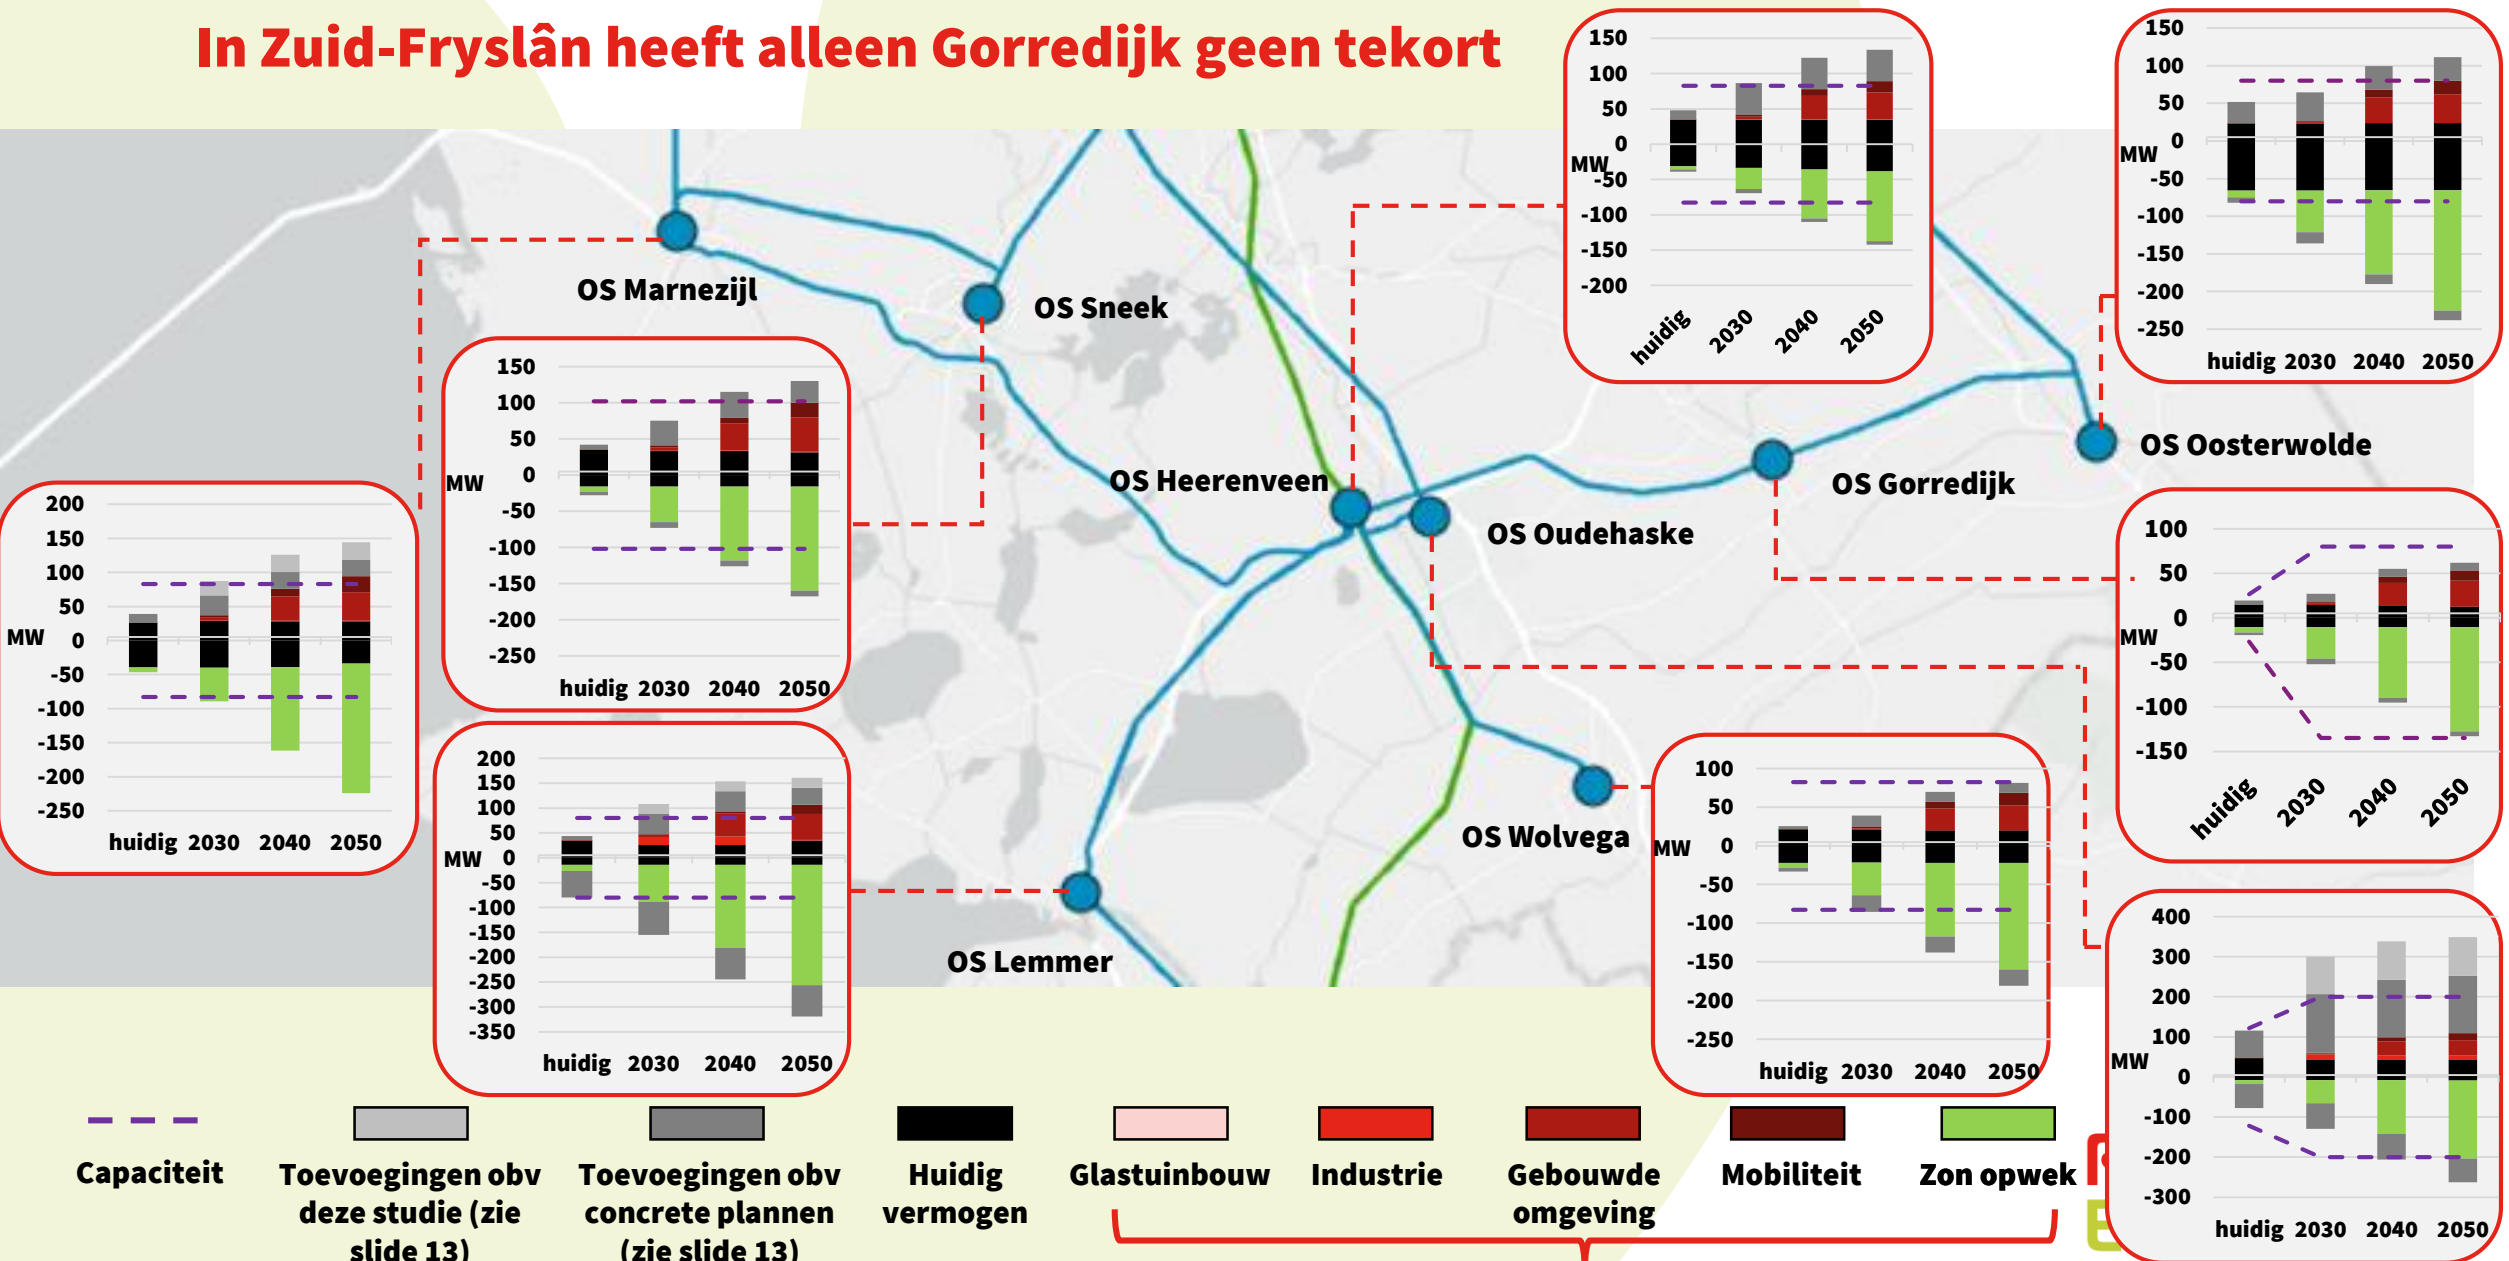 In Zuid-Fryslân heeft alleen Gorredijk geen tekort
150
100
50
0
MW
-50
-100
-150
-200
huidig 2030 2040 2050
150
100
50
0
MW
-50
-100
-150
-200
-250
huidig 2030 2040 2050
OS Marnezijl
OS Sneek
OS Heerenveen
OS Oudehaske
OS Gorredijk
OS Oosterwolde
OS Wolvega
OS Lemmer
150
100
50
0
MW
-50
-100
-150
-200
-250
huidig 2030 2040 2050
200
150
100
50
0
MW
-50
-100
-150
-200
-250
huidig 2030 2040 2050
100
50
0
MW
-50
-100
-150
huidig 2030 2040 2050
200
150
100
50
0
MW
-50
-100
-150
-200
-250
-300
-350
huidig 2030 2040 2050
100
50
0
MW
-50
-100
-150
-200
-250
huidig 2030 2040 2050
400
300
200
100
MW
0
-100
-200
-300
huidig 2030 2040 2050
Capaciteit
Toevoegingen obv
deze studie (zie
slide 13)
Toevoegingen obv
concrete plannen
(zie slide 13)
Huidig
vermogen
Glastuinbouw
Industrie
Gebouwde
omgeving
Mobiliteit
Zon opwek